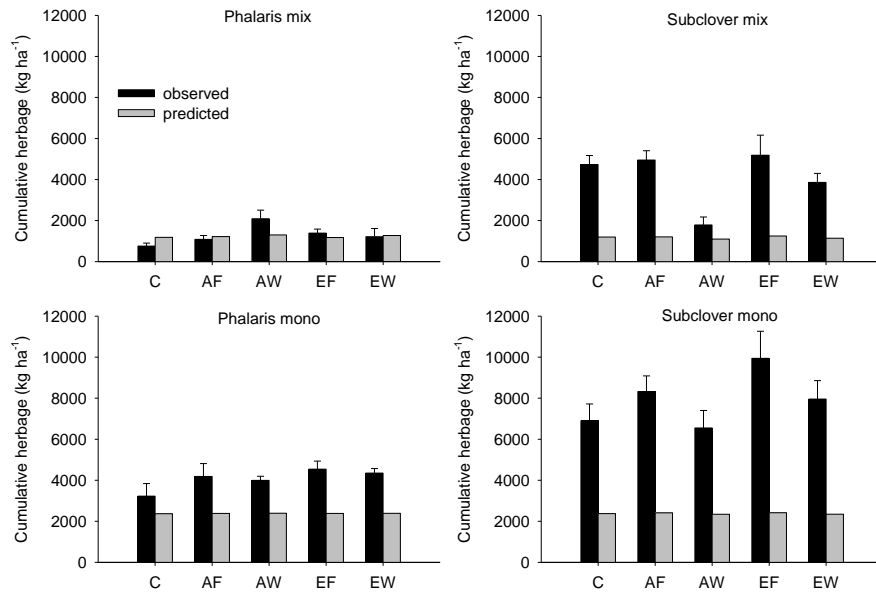 Phalaris mix
Cumulative herbage (kg ha⁻¹)
12000
10000
8000
6000
4000
2000
0
observed
predicted
C AF AW EF EW
Subclover mix
Cumulative herbage (kg ha⁻¹)
12000
10000
8000
6000
4000
2000
0
C AF AW EF EW
Phalaris mono
Cumulative herbage (kg ha⁻¹)
12000
10000
8000
6000
4000
2000
0
C AF AW EF EW
Subclover mono
Cumulative herbage (kg ha⁻¹)
12000
10000
8000
6000
4000
2000
0
C AF AW EF EW